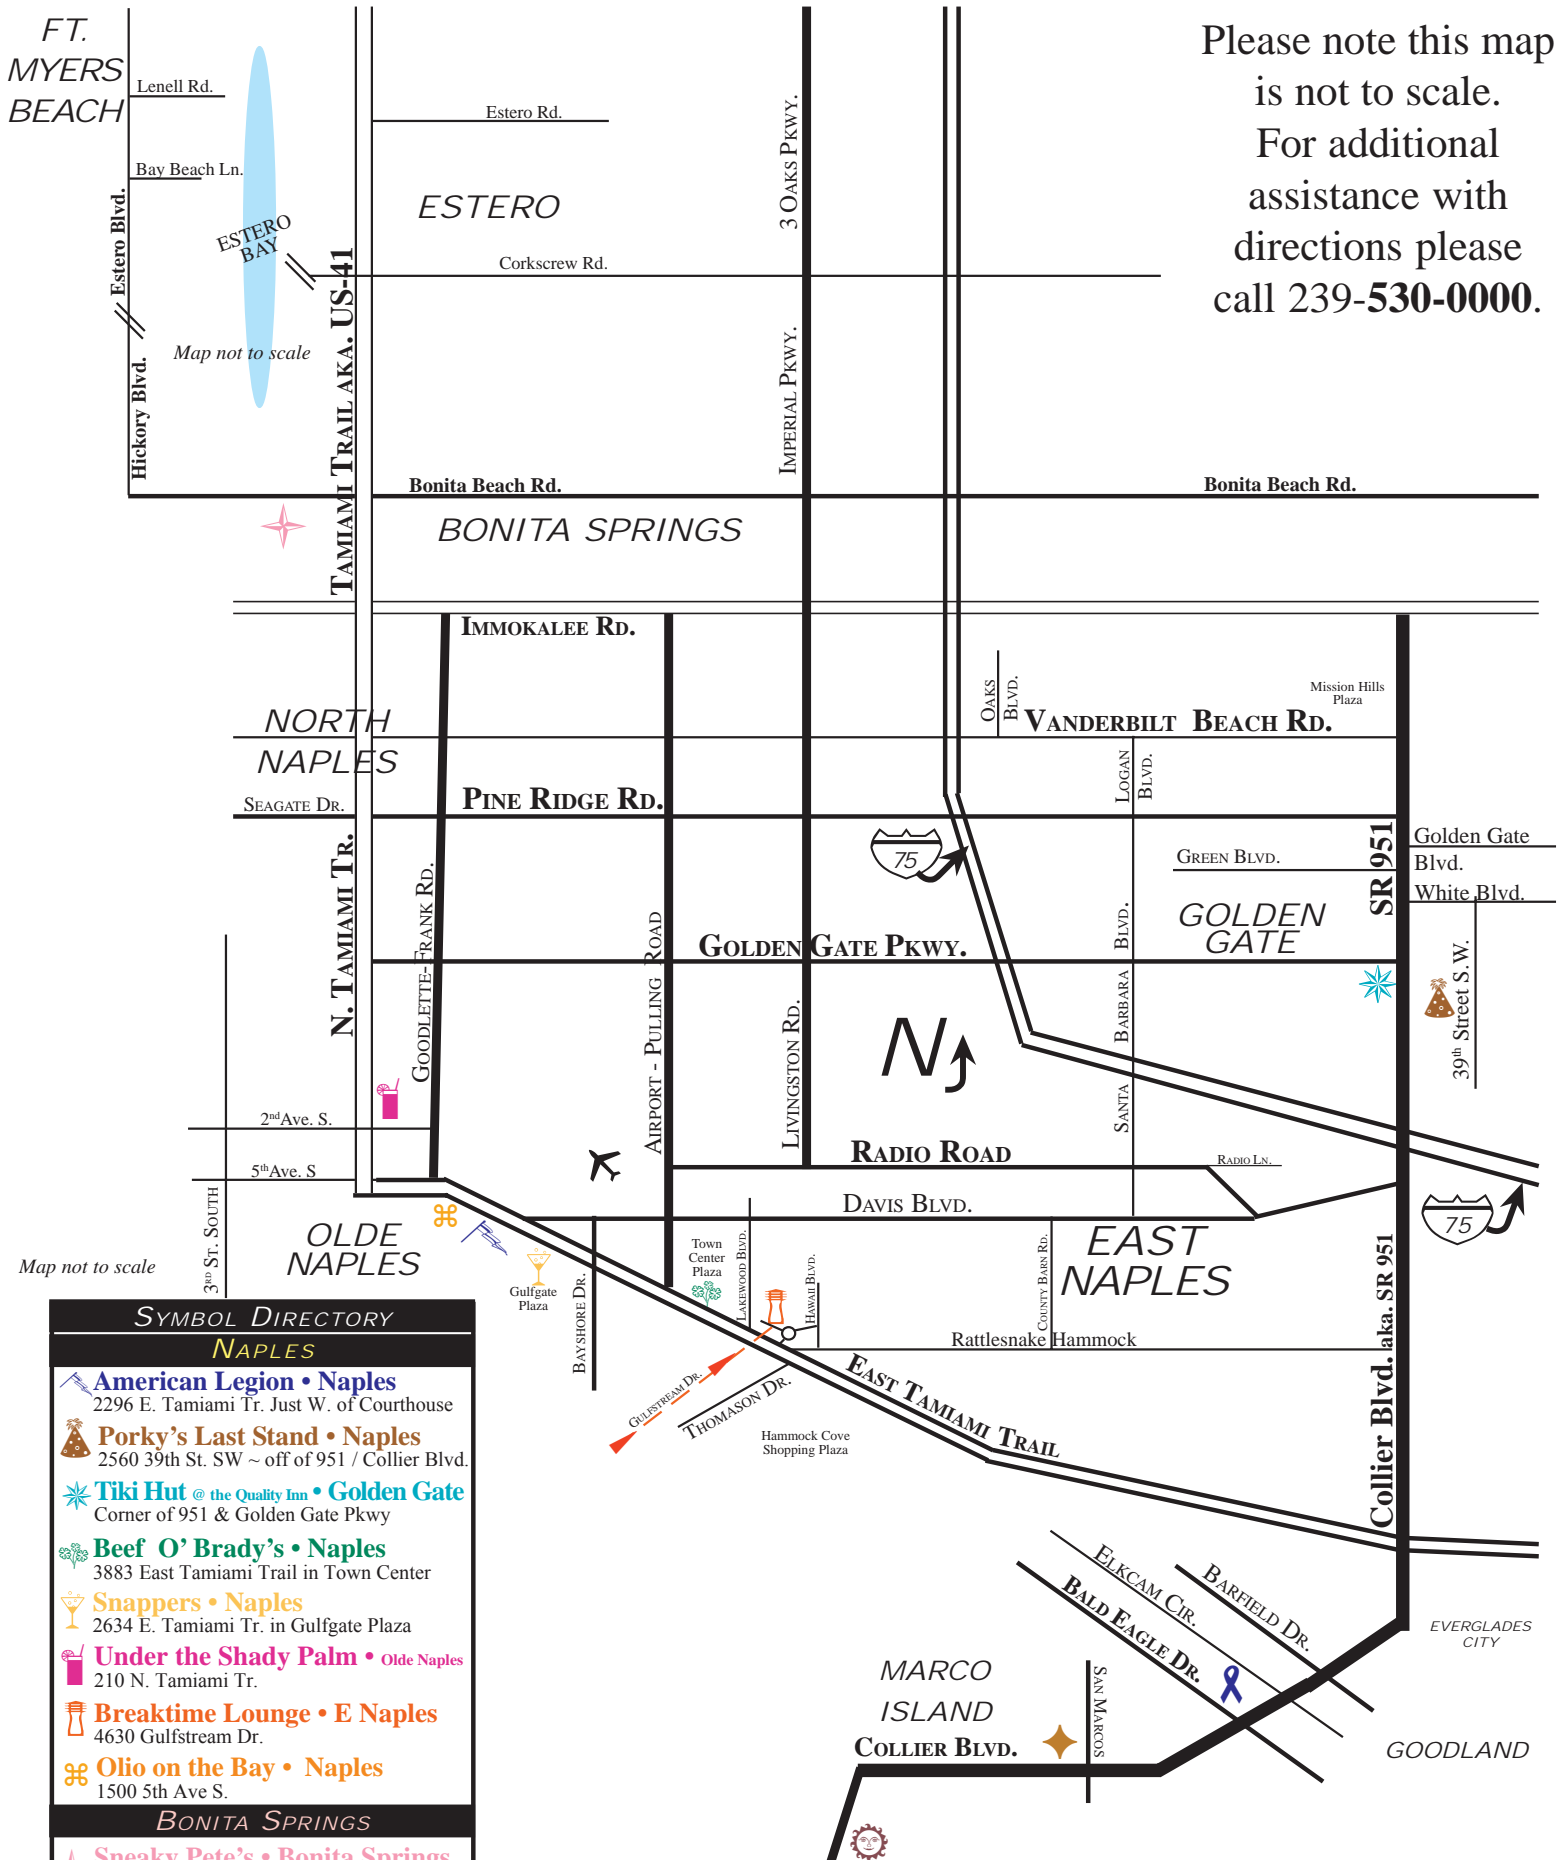 FT.
MYERS
BEACH
Lenell Rd.
Bay Beach Ln.
Estero Blvd.
Hickory Blvd.
ESTERO
BAY
Map not to scale
TAMIAMI TRAIL AKA. US-41
Estero Rd.
ESTERO
Corkscrew Rd.
3 OAKS PKWY.
IMPERIAL PKWY.
Please note this map
is not to scale.
For additional
assistance with
directions please
call 239-530-0000.
Bonita Beach Rd.
Bonita Beach Rd.
BONITA SPRINGS
IMMOKALEE RD.
OAKS
BLVD.
Mission Hills
Plaza
NORTH
NAPLES
VANDERBILT BEACH RD.
LOGAN
BLVD.
SEAGATE DR.
PINE RIDGE RD.
N. TAMIAMI TR.
GOODLETTE-FRANK RD.
75
GREEN BLVD.
SR 951
Golden Gate
Blvd.
White Blvd.
GOLDEN
GATE
AIRPORT - PULLING ROAD
GOLDEN GATE PKWY.
LIVINGSTON RD.
SANTA BARBARA BLVD.
39th Street S.W.
N
2nd Ave. S.
5th Ave. S
3RD ST. SOUTH
RADIO ROAD
RADIO LN.
DAVIS BLVD.
75
OLDE
NAPLES
Map not to scale
Gulfgate
Plaza
BAYSHORE DR.
Town
Center
Plaza
LAKEWOOD BLVD.
HAWAII BLVD.
COUNTY BARN RD.
EAST
NAPLES
Rattlesnake Hammock
GULFSTREAM DR.
THOMASON DR.
EAST TAMIAMI TRAIL
Hammock Cove
Shopping Plaza
Collier Blvd. aka. SR 951
ELKCAM CIR.
BARFIELD DR.
BALD EAGLE DR.
EVERGLADES
CITY
MARCO
ISLAND
SAN MARCOS
COLLIER BLVD.
GOODLAND
SYMBOL DIRECTORY
NAPLES
American Legion • Naples
2296 E. Tamiami Tr. Just W. of Courthouse
Porky's Last Stand • Naples
2560 39th St. SW ~ off of 951 / Collier Blvd.
Tiki Hut @ the Quality Inn • Golden Gate
Corner of 951 & Golden Gate Pkwy
Beef O' Brady's • Naples
3883 East Tamiami Trail in Town Center
Snappers • Naples
2634 E. Tamiami Tr. in Gulfgate Plaza
Under the Shady Palm • Olde Naples
210 N. Tamiami Tr.
Breaktime Lounge • E Naples
4630 Gulfstream Dr.
Olio on the Bay • Naples
1500 5th Ave S.
BONITA SPRINGS
Sneaky Pete's • Bonita Springs